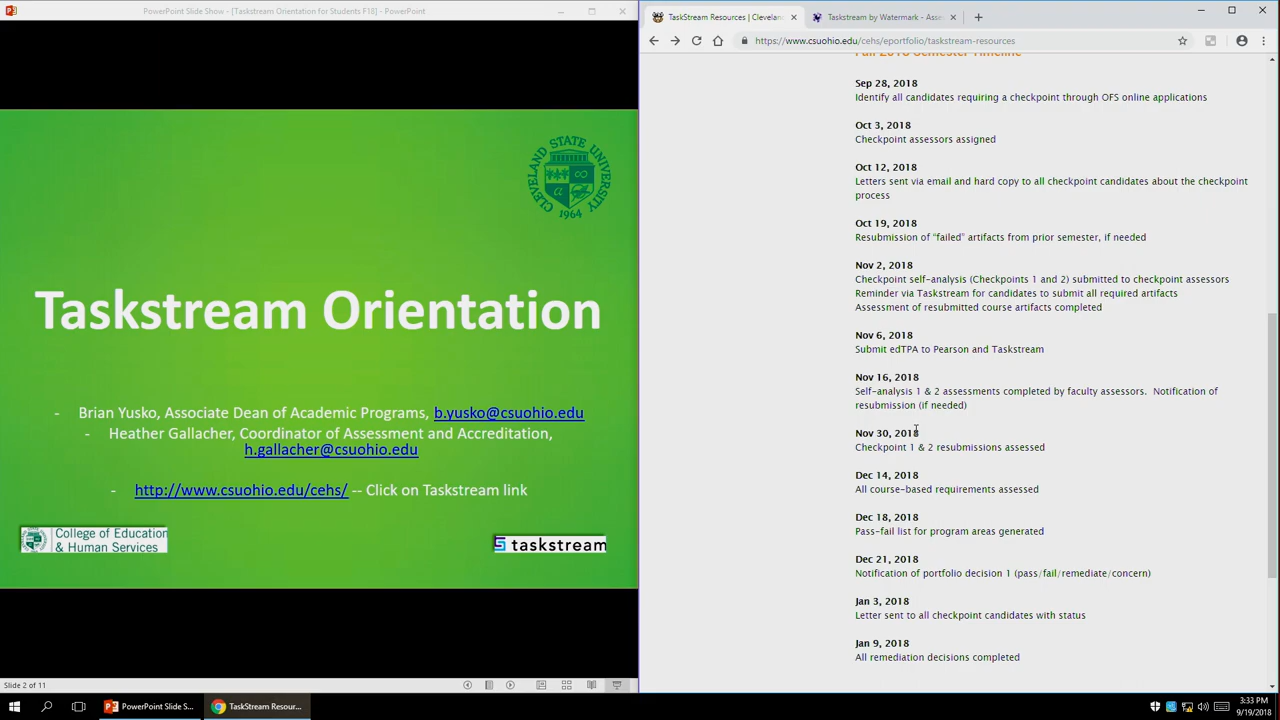 PowerPoint Slide Show - [Taskstream Orientation for Students F18] - PowerPoint
CLEVELAND STATE UNIVERSITY
1964
Taskstream Orientation
- Brian Yusko, Associate Dean of Academic Programs, b.yusko@csuohio.edu
- Heather Gallacher, Coordinator of Assessment and Accreditation,
h.gallacher@csuohio.edu
- http://www.csuohio.edu/cehs/ -- Click on Taskstream link
College of Education
& Human Services
taskstream
Slide 2 of 11
TaskStream Resources | Cleveland
Taskstream by Watermark - Asse
https://www.csuohio.edu/cehs/eportfolio/taskstream-resources
Fall 2018 Semester Timeline
Sep 28, 2018
Identify all candidates requiring a checkpoint through OFS online applications
Oct 3, 2018
Checkpoint assessors assigned
Oct 12, 2018
Letters sent via email and hard copy to all checkpoint candidates about the checkpoint
process
Oct 19, 2018
Resubmission of "failed" artifacts from prior semester, if needed
Nov 2, 2018
Checkpoint self-analysis (Checkpoints 1 and 2) submitted to checkpoint assessors
Reminder via Taskstream for candidates to submit all required artifacts
Assessment of resubmitted course artifacts completed
Nov 6, 2018
Submit edTPA to Pearson and Taskstream
Nov 16, 2018
Self-analysis 1 & 2 assessments completed by faculty assessors. Notification of
resubmission (if needed)
Nov 30, 2018
Checkpoint 1 & 2 resubmissions assessed
Dec 14, 2018
All course-based requirements assessed
Dec 18, 2018
Pass-fail list for program areas generated
Dec 21, 2018
Notification of portfolio decision 1 (pass/fail/remediate/concern)
Jan 3, 2018
Letter sent to all checkpoint candidates with status
Jan 9, 2018
All remediation decisions completed
PowerPoint Slide S...
TaskStream Resour...
3:33 PM
9/19/2018